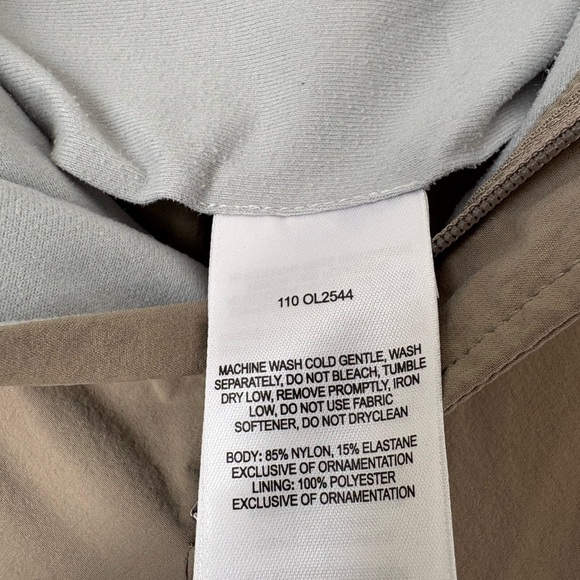 110 OL2544
MACHINE WASH COLD GENTLE, WASH
SEPARATELY, DO NOT BLEACH, TUMBLE
DRY LOW, REMOVE PROMPTLY, IRON
LOW, DO NOT USE FABRIC
SOFTENER, DO NOT DRYCLEAN
BODY: 85% NYLON, 15% ELASTANE
EXCLUSIVE OF ORNAMENTATION
LINING: 100% POLYESTER
EXCLUSIVE OF ORNAMENTATION